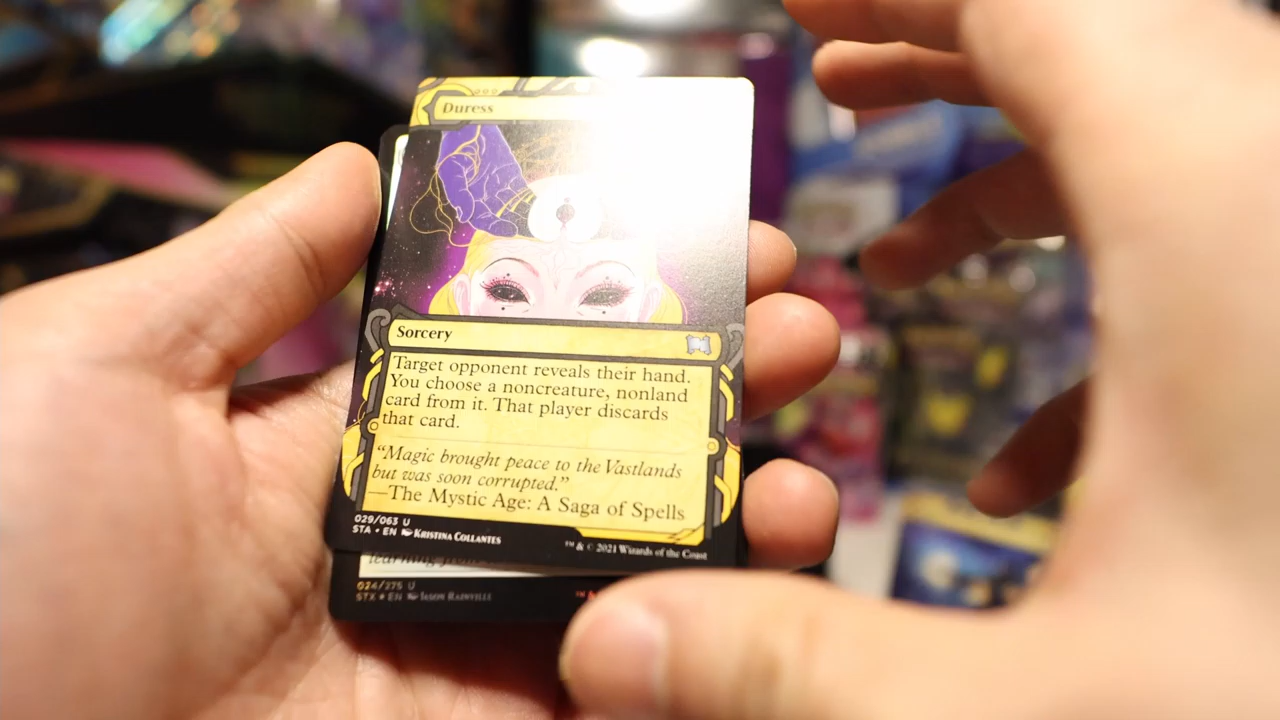 Duress
Sorcery
Target opponent reveals their hand.
You choose a noncreature, nonland
card from it. That player discards
that card.
“Magic brought peace to the Vastlands
but was soon corrupted.”
—The Mystic Age: A Saga of Spells
029/063 U
STA • EN Kristina Collantes
™ & © 2021 Wizards of the Coast
024/275 U
STX ★ EN Jason Rainville